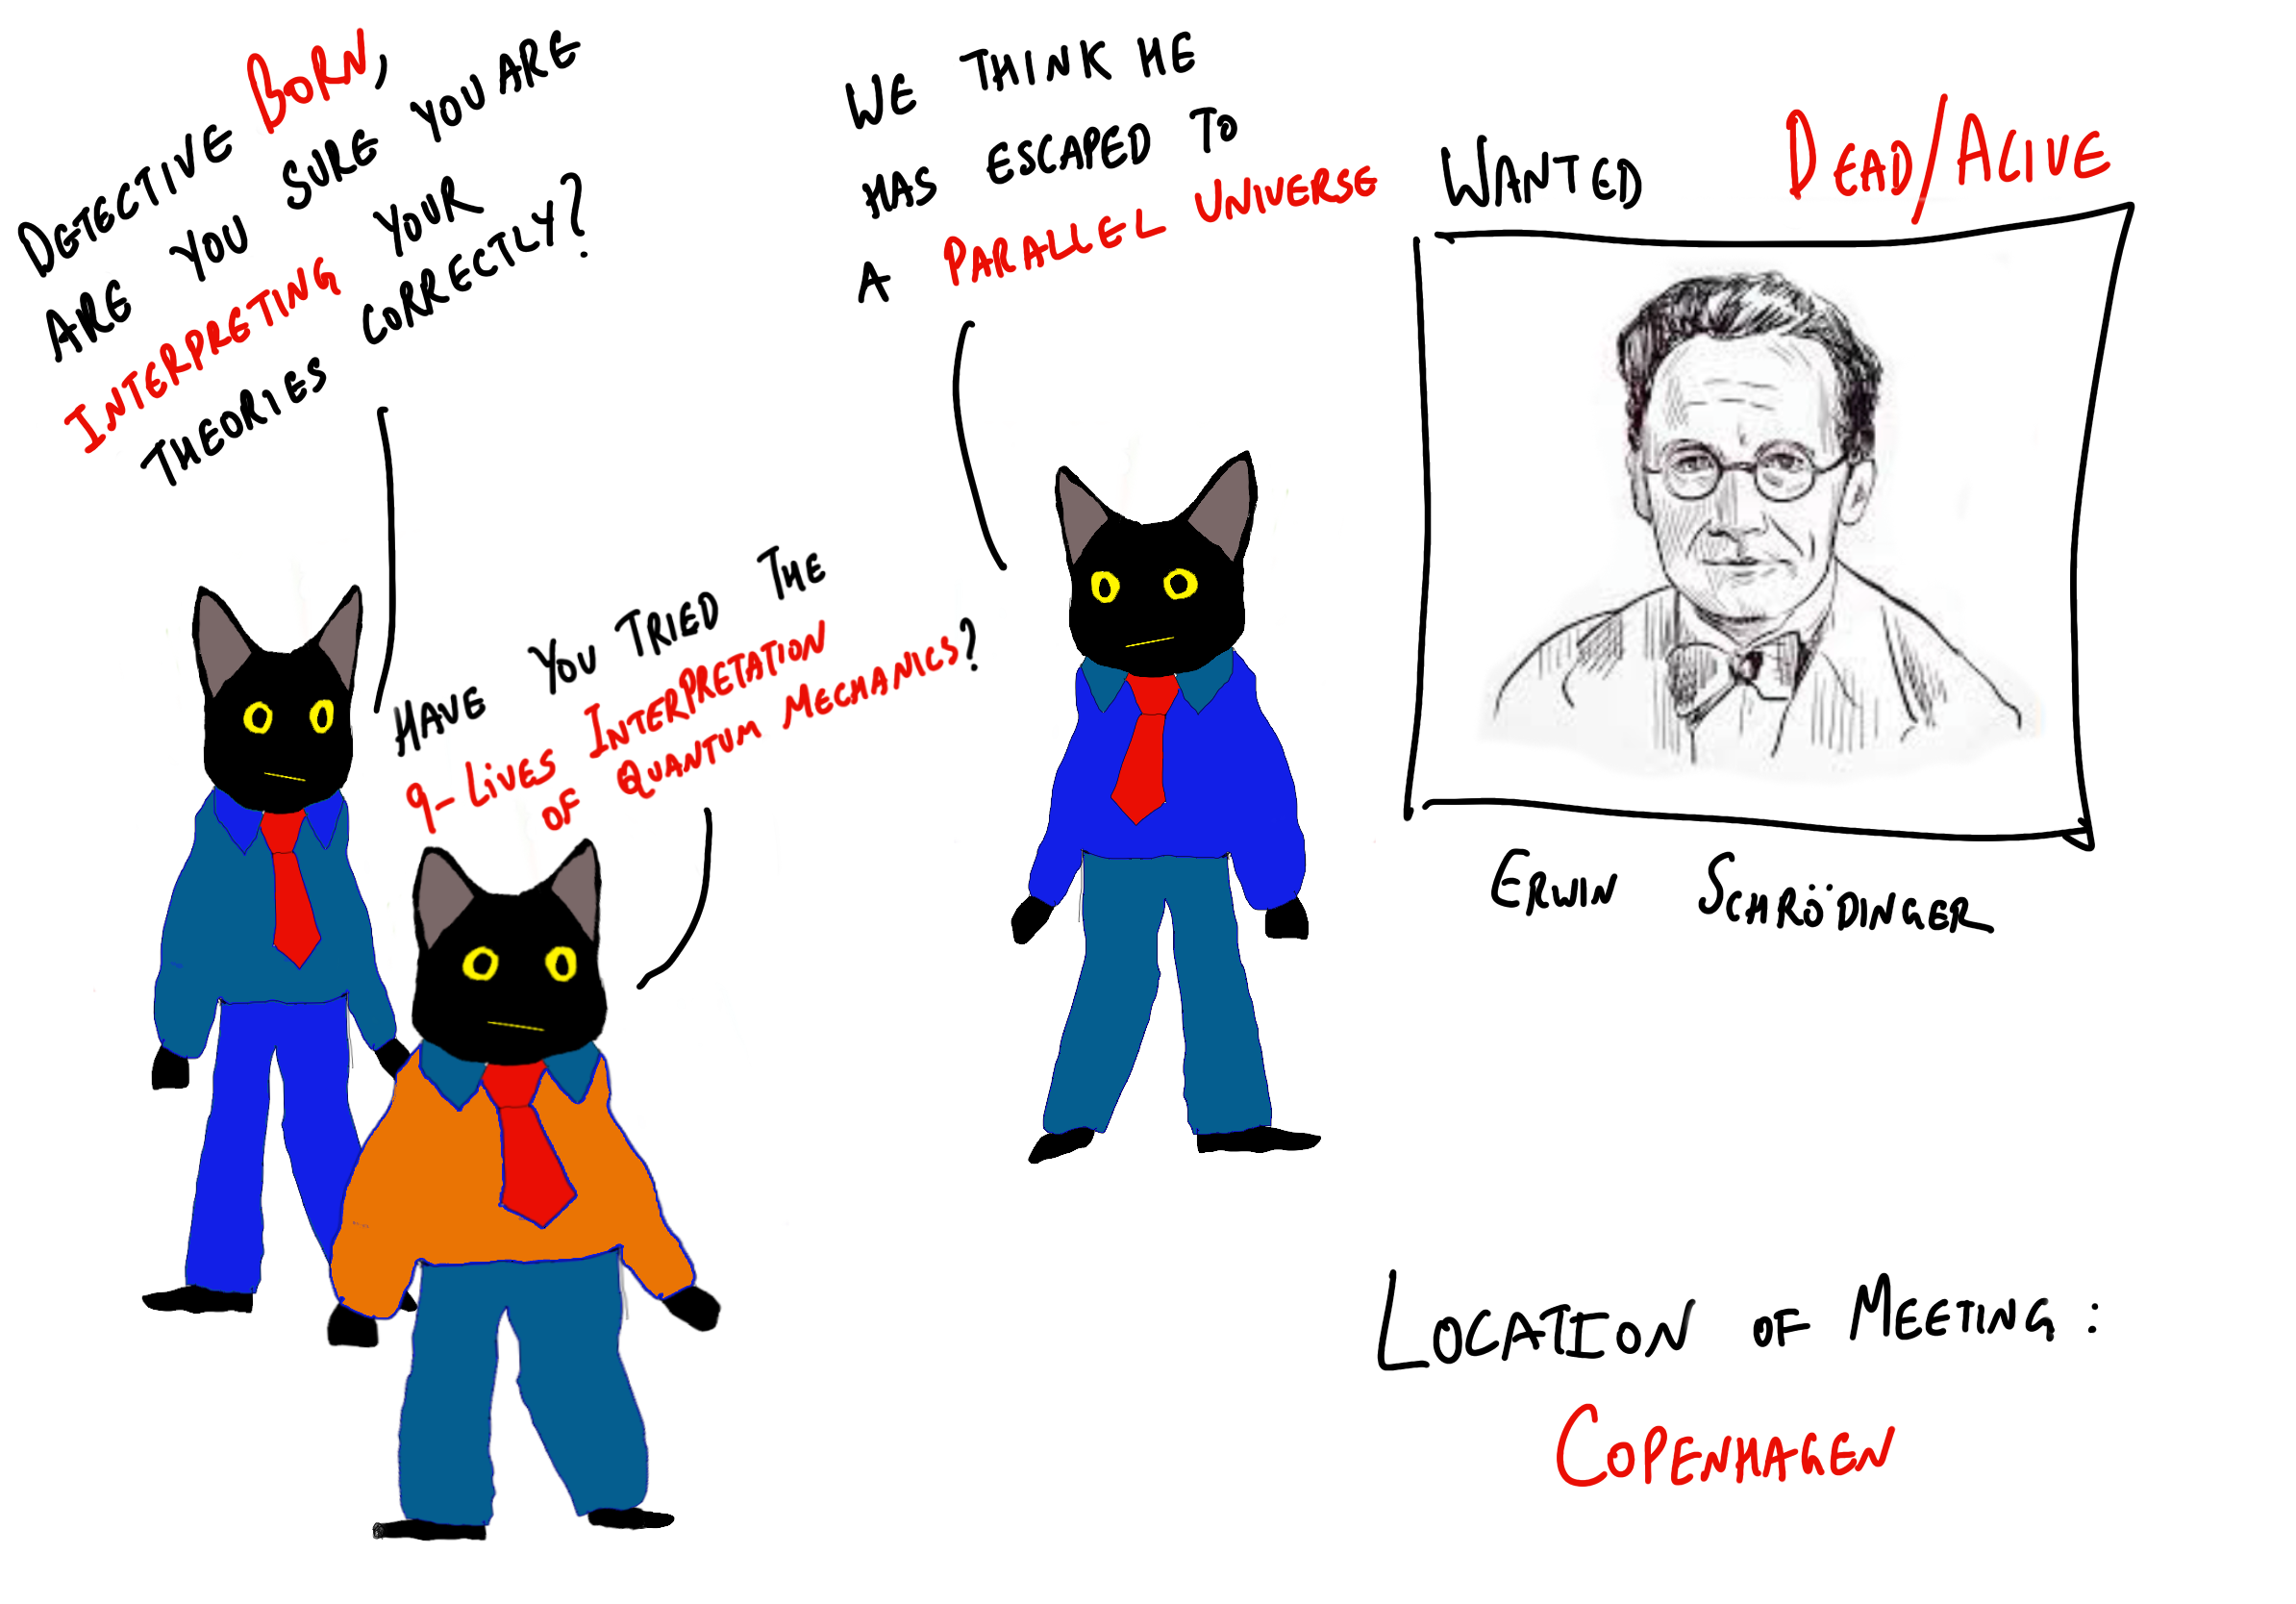 DETECTIVE BORN,
ARE YOU SURE YOU ARE
INTERPRETING YOUR
THEORIES CORRECTLY?
HAVE YOU TRIED THE
9-LIVES INTERPRETATION
OF QUANTUM MECHANICS?
WE THINK HE
HAS ESCAPED TO
A PARALLEL UNIVERSE
WANTED DEAD/ALIVE
ERWIN SCHRÖDINGER
LOCATION OF MEETING:
COPENHAGEN